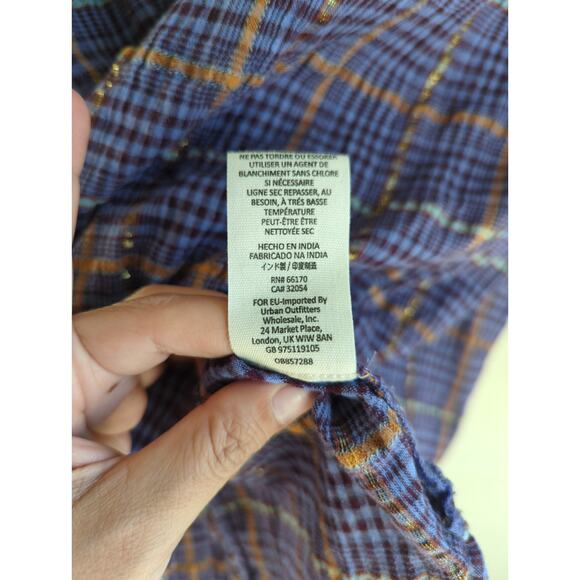 NE PAS TORDRE OU ESSORER
UTILISER UN AGENT DE
BLANCHIMENT SANS CHLORE
SI NÉCESSAIRE
LIGNE SEC REPASSER, AU
BESOIN, À TRÉS BASSE
TEMPÉRATURE
PEUT-ÊTRE ÊTRE
NETTOYÉE SEC
HECHO EN INDIA
FABRICADO NA INDIA
インド製 / 印度制造
RN# 66170
CA# 32054
FOR EU-Imported By
Urban Outfitters
Wholesale, Inc.
24 Market Place,
London, UK WIW 8AN
GB 975119105
OB857288